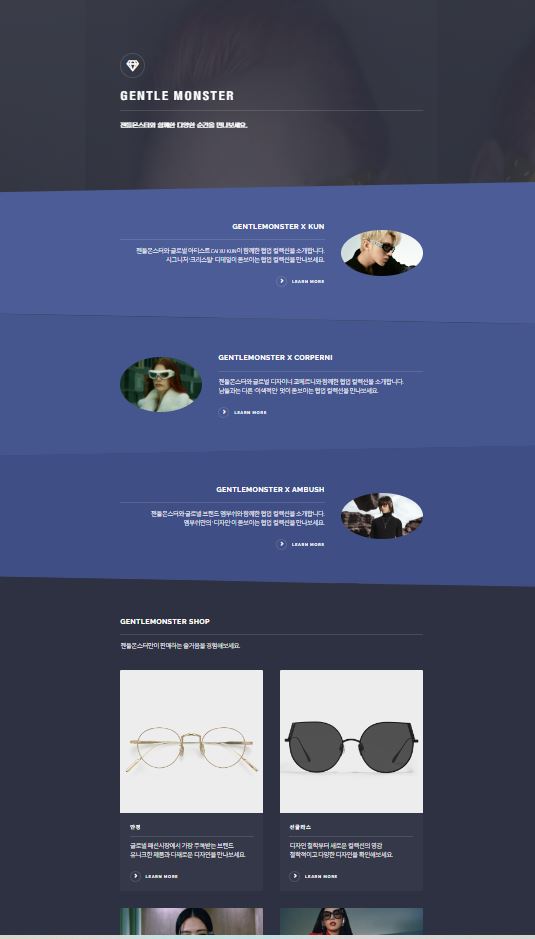 GENTLE MONSTER
젠틀몬스터와 함께한 다양한 순간을 만나보세요.
GENTLEMONSTER X KUN
젠틀몬스터와 글로벌 아티스트 CAI XU KUN이 함께한 협업 컬렉션을 소개합니다.
시그니처 '크리스탈' 디테일이 돋보이는 협업 컬렉션을 만나보세요.
LEARN MORE
GENTLEMONSTER X CORPERNI
젠틀몬스터와 글로벌 디자이너 코페르니와 함께한 협업 컬렉션을 소개합니다.
남들과는 다른 '이색적인' 멋이 돋보이는 협업 컬렉션을 만나보세요.
LEARN MORE
GENTLEMONSTER X AMBUSH
젠틀몬스터와 글로벌 브랜드 엠부쉬와 함께한 협업 컬렉션을 소개합니다.
엠부쉬만의 디자인이 돋보이는 협업 컬렉션을 만나보세요.
LEARN MORE
GENTLEMONSTER SHOP
젠틀몬스터만이 판매하는 즐거움을 경험해보세요.
안경
글로벌 패션시장에서 가장 주목받는 브랜드
유니크한 제품과 다채로운 디자인을 만나보세요.
LEARN MORE
선글라스
디자인 철학부터 새로운 컬렉션의 영감
철학적이고 다양한 디자인을 확인해보세요.
LEARN MORE